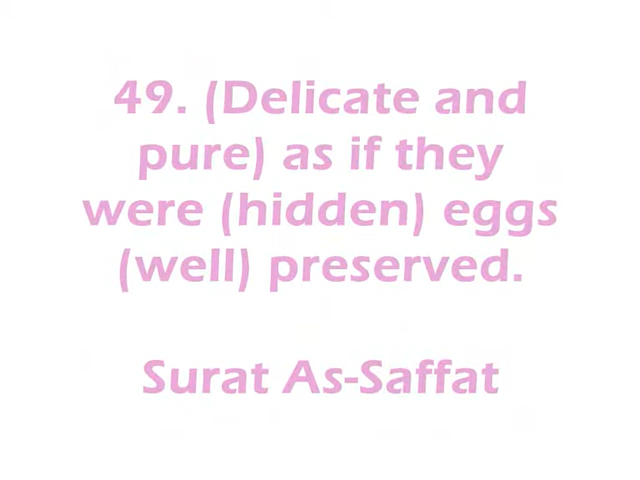 49. (Delicate and
pure) as if they
were (hidden) eggs
(well) preserved.
Surat As-Saffat